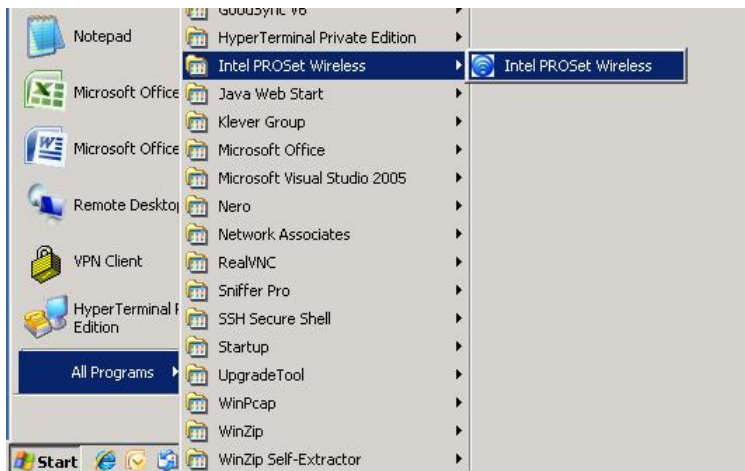 Notepad
Microsoft Office
Microsoft Office
Remote Deskto
VPN Client
HyperTerminal
Edition
All Programs
Start
GoodSync V6
HyperTerminal Private Edition
Intel PROSet Wireless
Java Web Start
Klever Group
Microsoft Office
Microsoft Visual Studio 2005
Nero
Network Associates
RealVNC
Sniffer Pro
SSH Secure Shell
Startup
UpgradeTool
WinPcap
WinZip
WinZip Self-Extractor
Intel PROSet Wireless